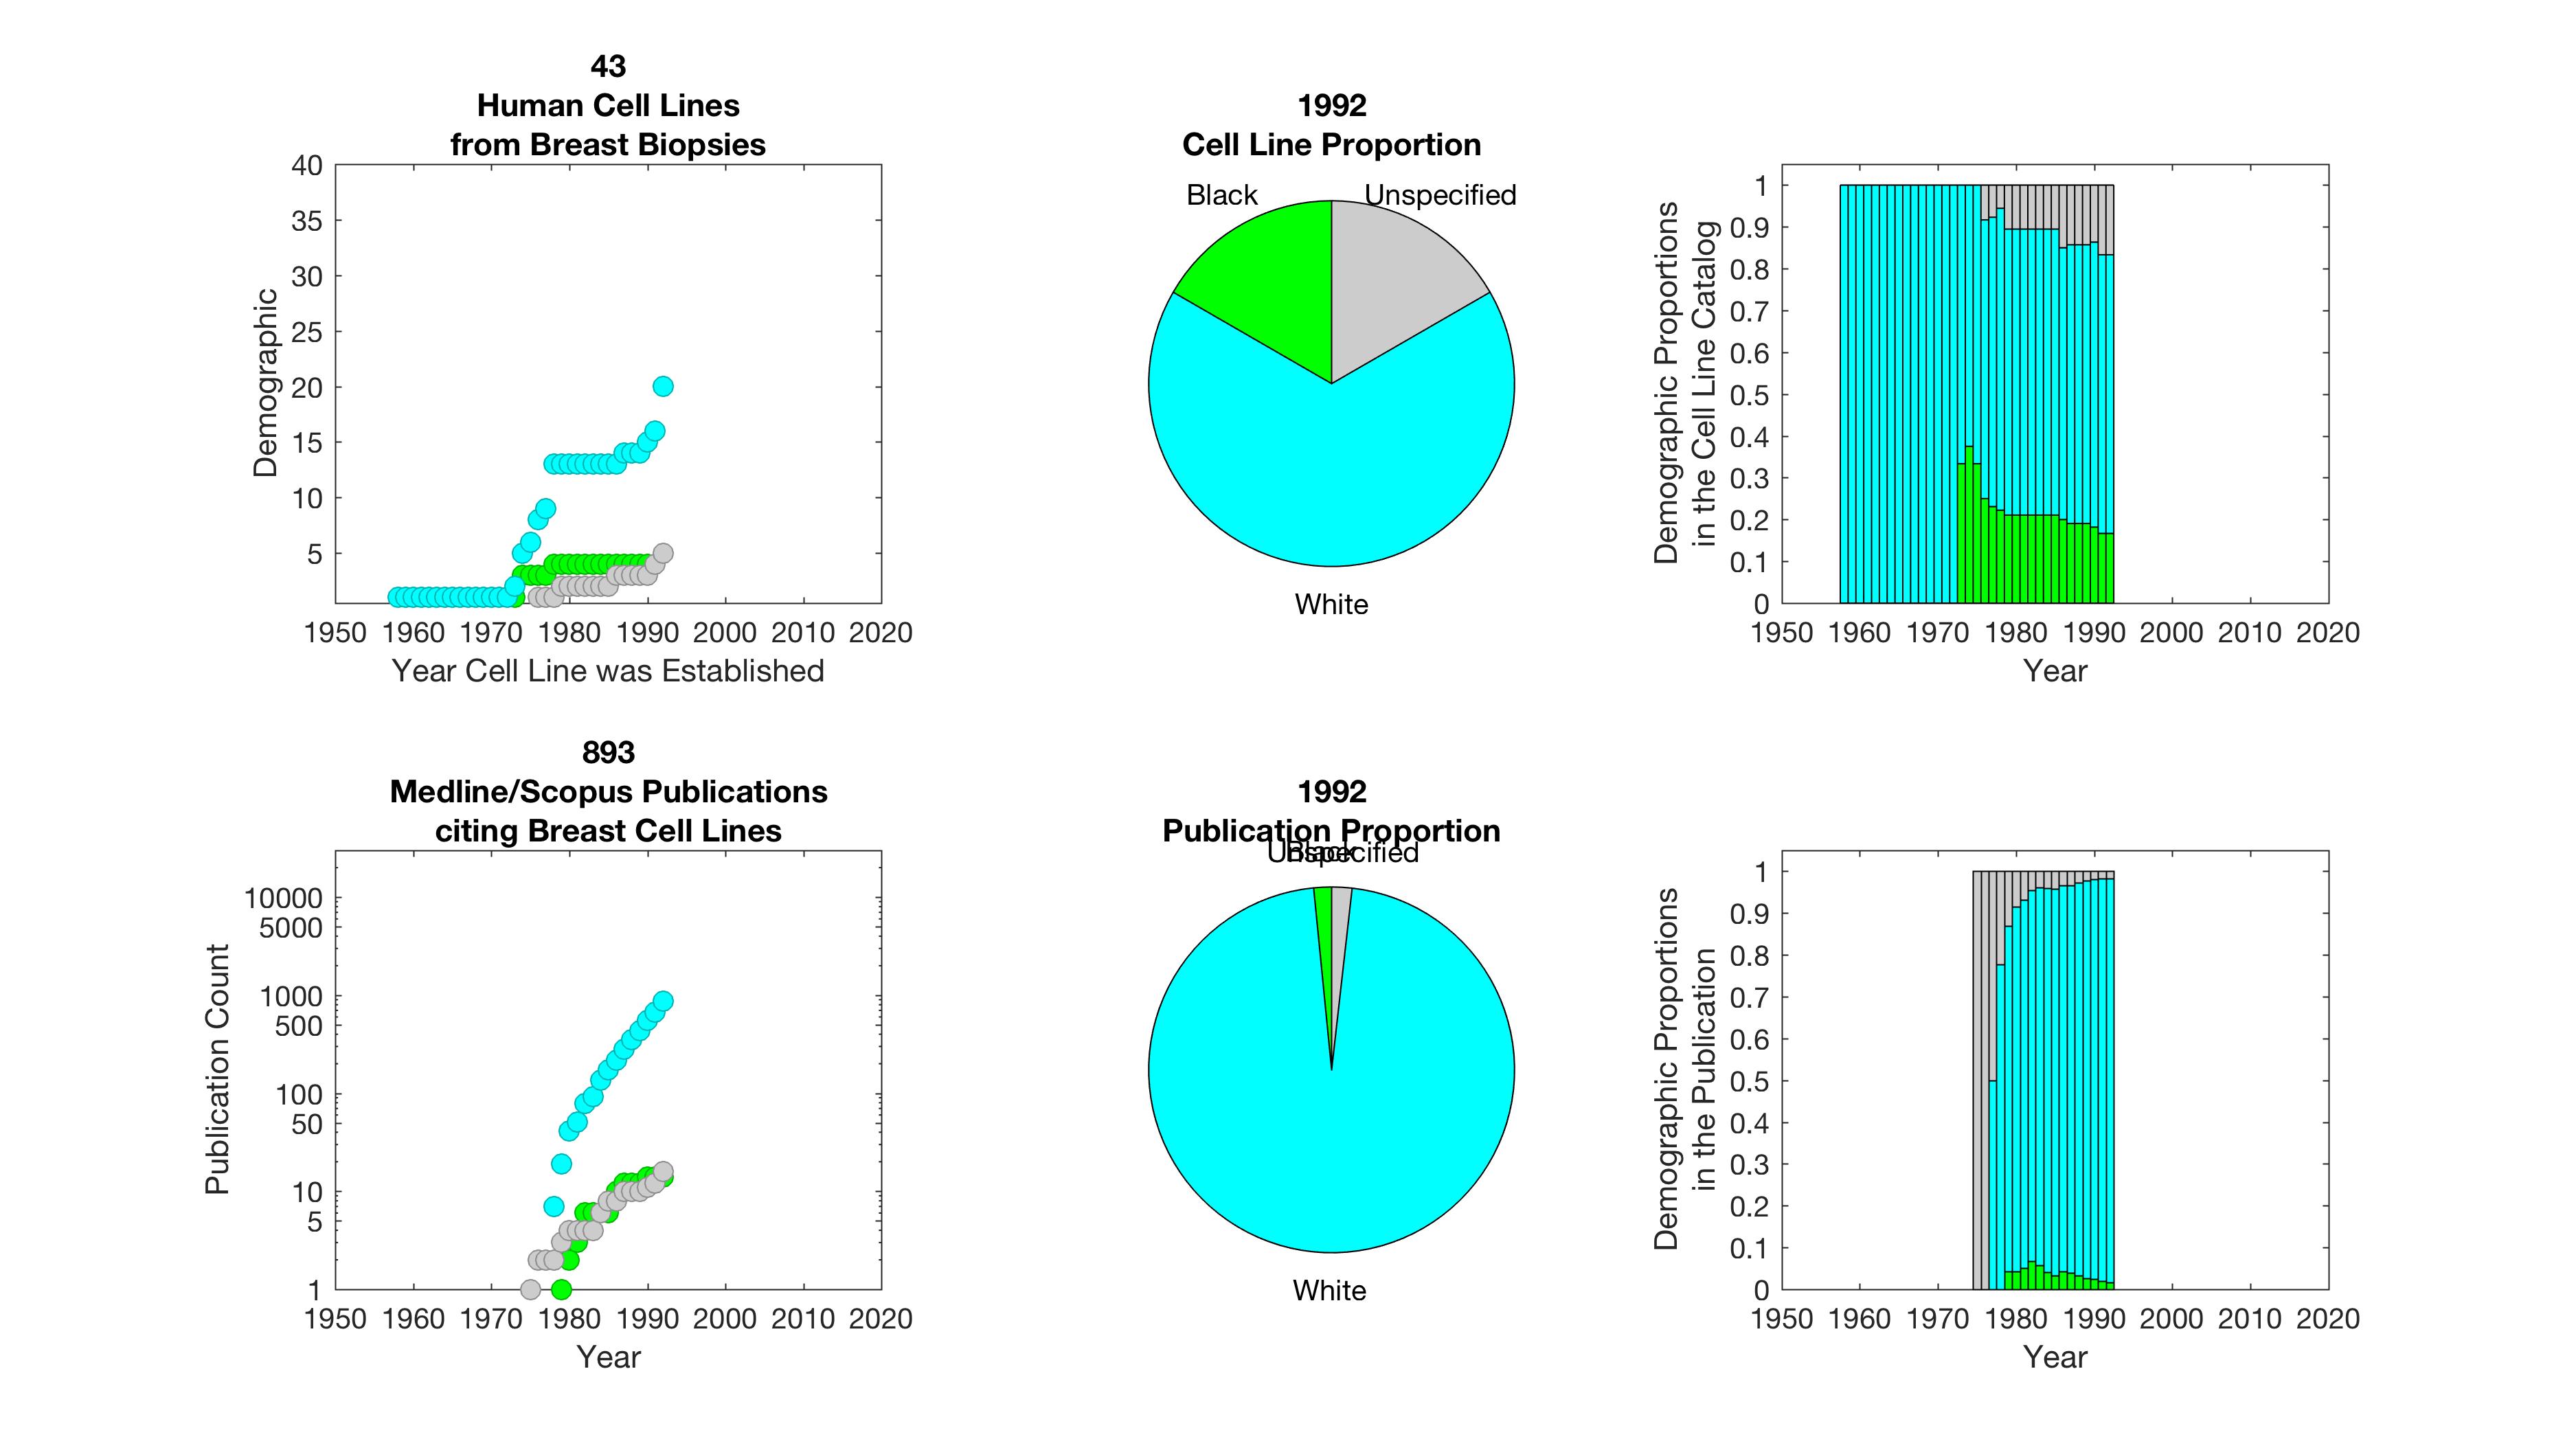 43
Human Cell Lines
from Breast Biopsies
40
35
30
25
20
15
10
5
Demographic
1950 1960 1970 1980 1990 2000 2010 2020
Year Cell Line was Established
1992
Cell Line Proportion
Black Unspecified
White
Demographic Proportions
in the Cell Line Catalog
1
0.9
0.8
0.7
0.6
0.5
0.4
0.3
0.2
0.1
0
1950 1960 1970 1980 1990 2000 2010 2020
Year
893
Medline/Scopus Publications
citing Breast Cell Lines
10000
5000
1000
500
100
50
10
5
1
Publication Count
1950 1960 1970 1980 1990 2000 2010 2020
Year
1992
Publication Proportion
Black
Unspecified
White
Demographic Proportions
in the Publication
1
0.9
0.8
0.7
0.6
0.5
0.4
0.3
0.2
0.1
0
1950 1960 1970 1980 1990 2000 2010 2020
Year